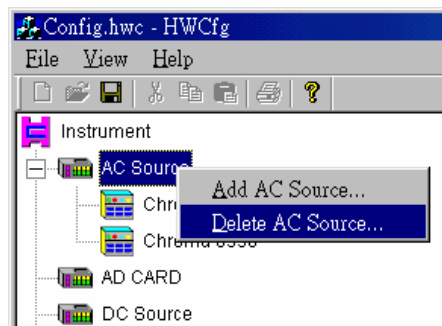 Config.hwc - HWCfg
File View Help
Instrument
AC Source
Add AC Source...
Delete AC Source...
AD CARD
DC Source